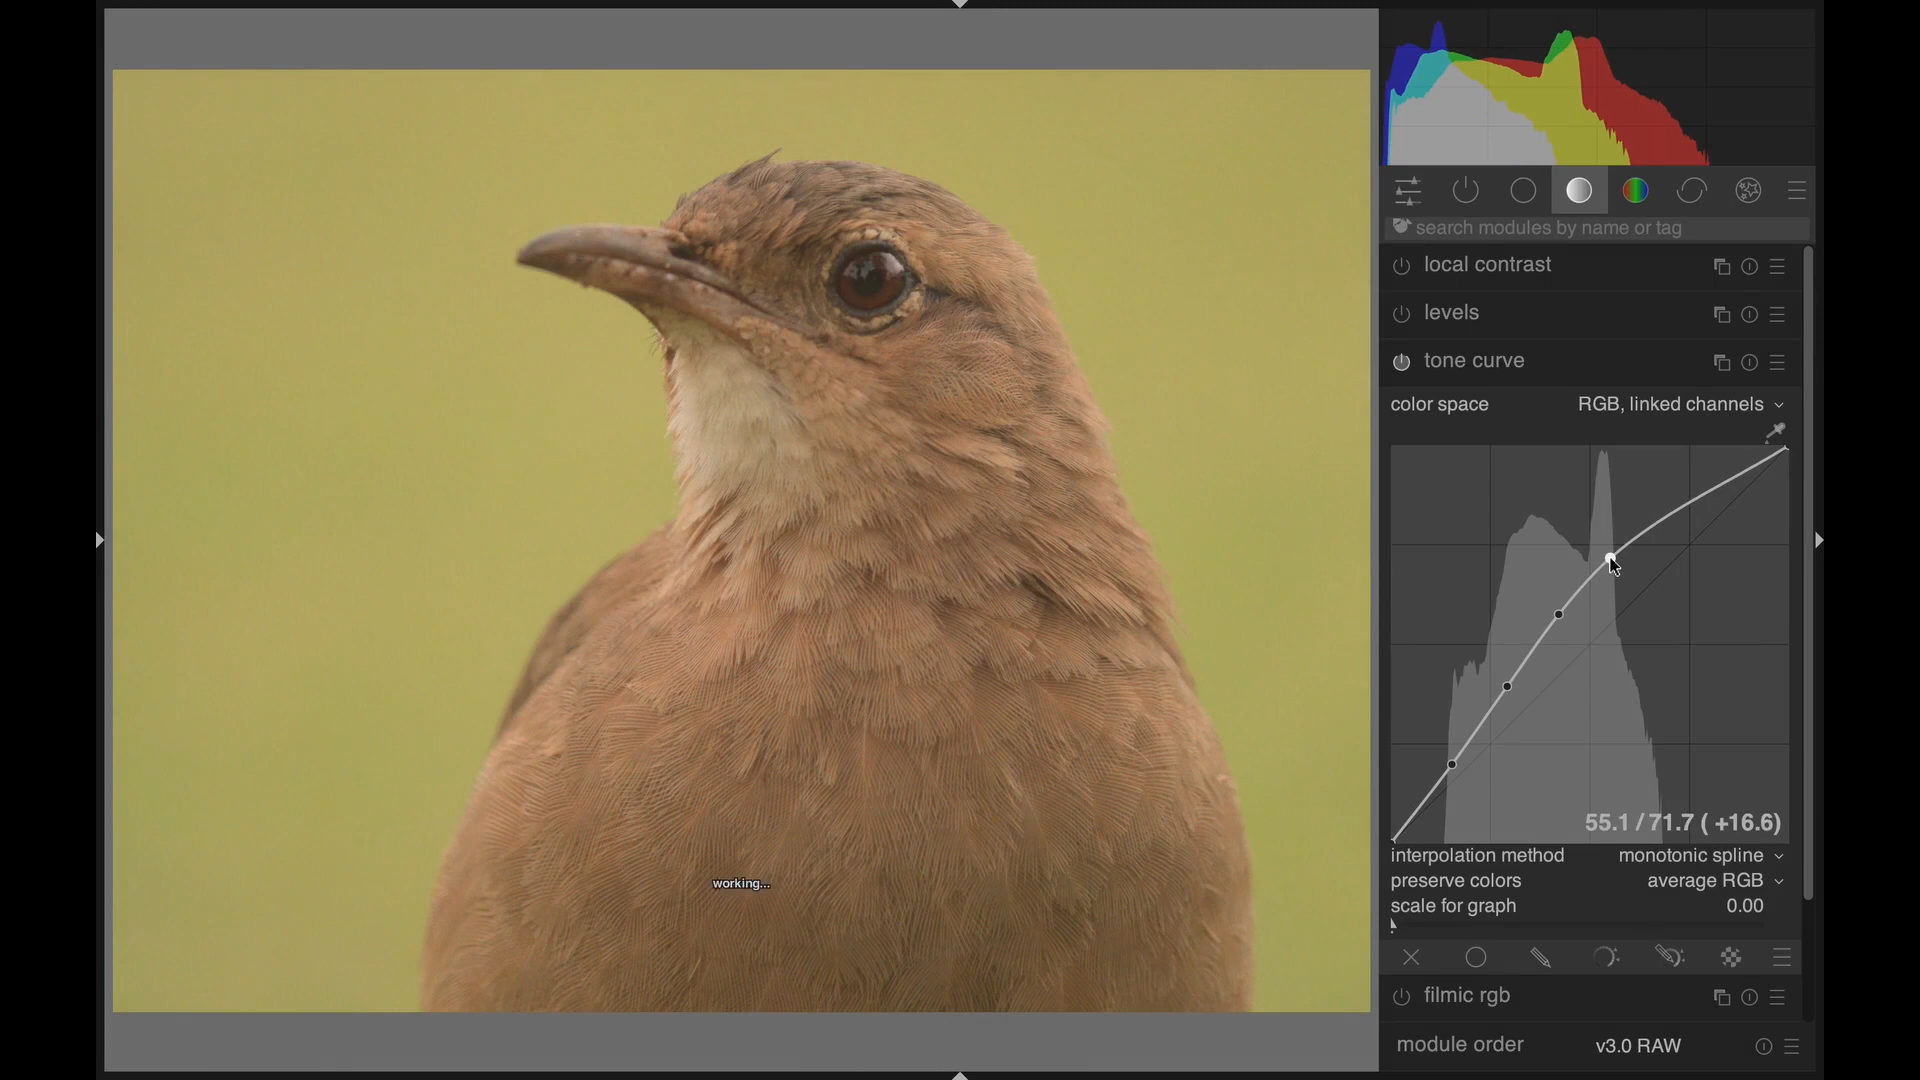 search modules by name or tag
local contrast
levels
tone curve
color space RGB, linked channels
55.1 / 71.7 ( +16.6)
interpolation method monotonic spline
preserve colors average RGB
scale for graph 0.00
working...
filmic rgb
module order v3.0 RAW